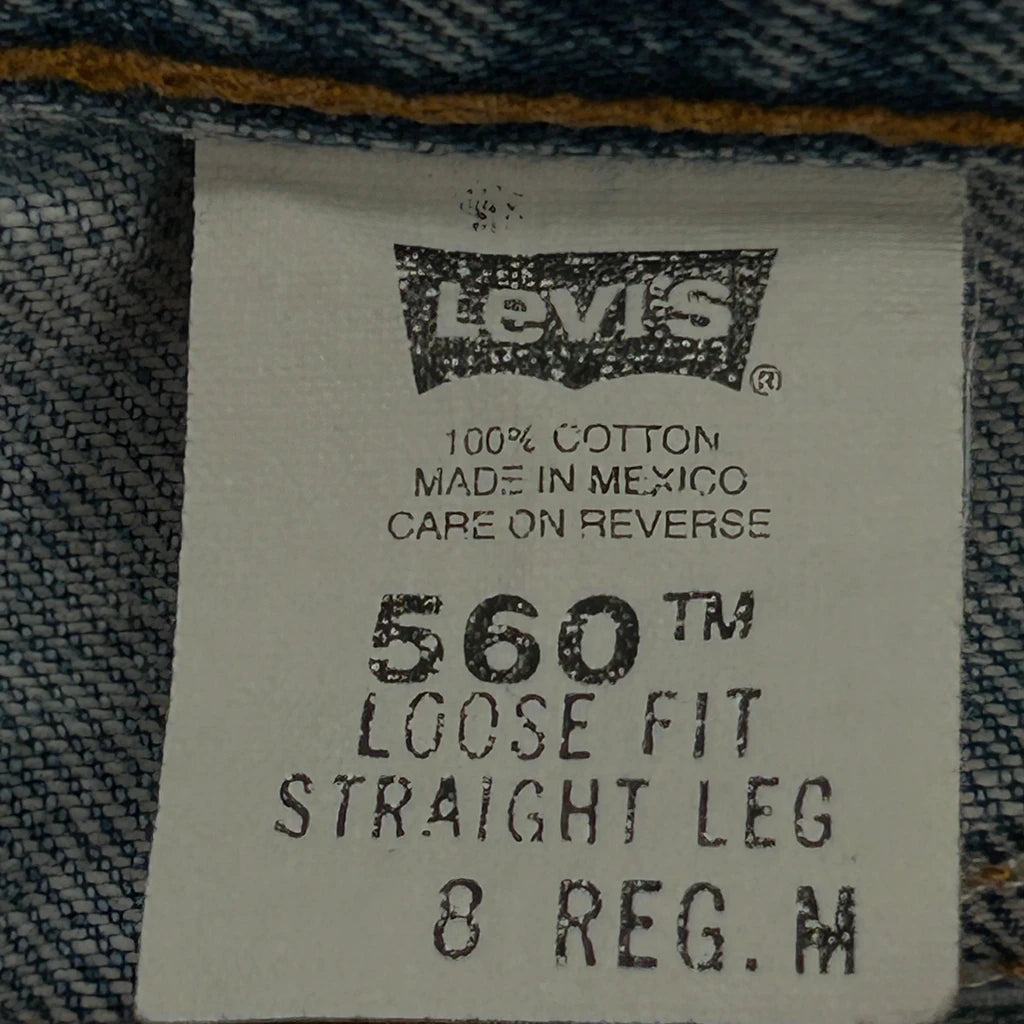 Levi's
®
100% COTTON
MADE IN MEXICO
CARE ON REVERSE
560™
LOOSE FIT
STRAIGHT LEG
8 REG. M